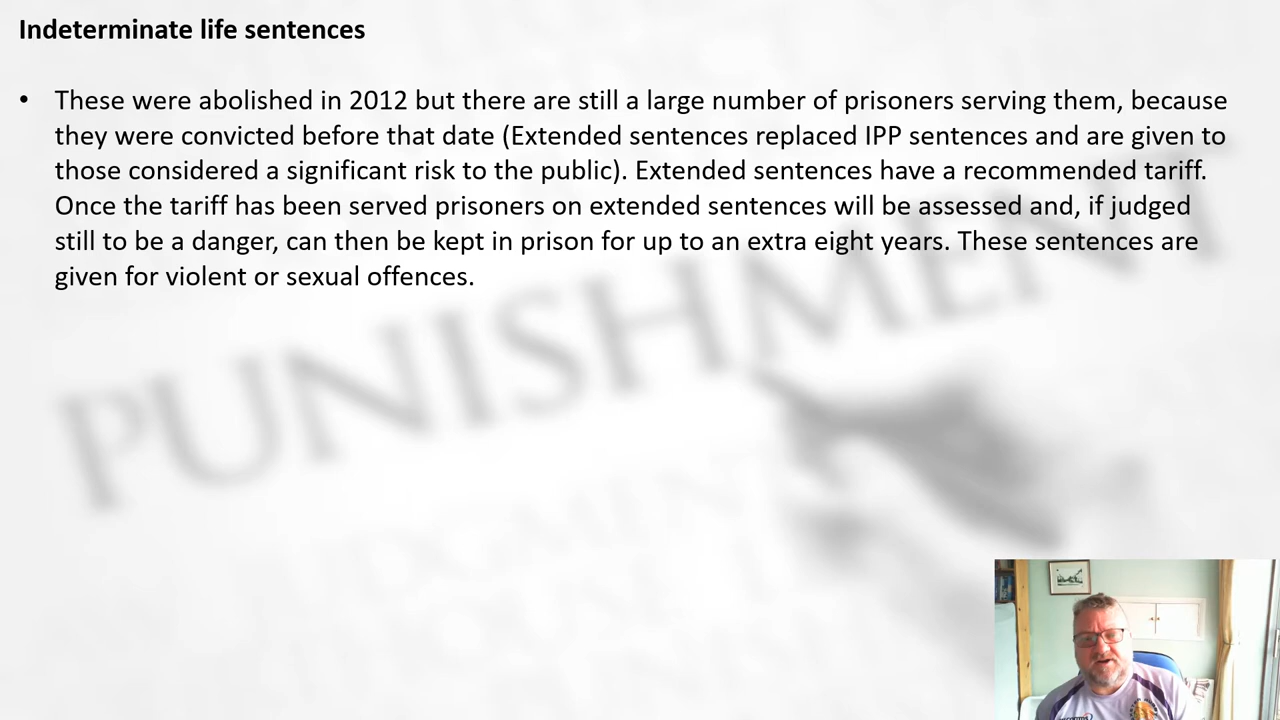 Indeterminate life sentences
• These were abolished in 2012 but there are still a large number of prisoners serving them, because
they were convicted before that date (Extended sentences replaced IPP sentences and are given to
those considered a significant risk to the public). Extended sentences have a recommended tariff.
Once the tariff has been served prisoners on extended sentences will be assessed and, if judged
still to be a danger, can then be kept in prison for up to an extra eight years. These sentences are
given for violent or sexual offences.
PUNISHMENT